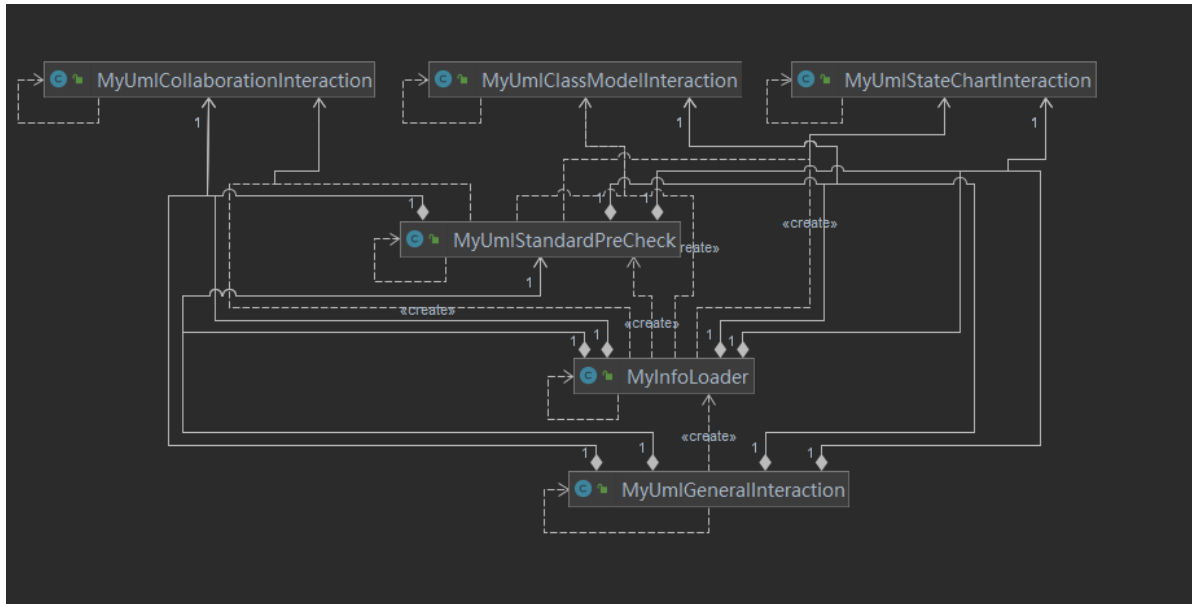 MyUmlCollaborationInteraction
MyUmlClassModelInteraction
MyUmlStateChartInteraction
1
1
1
1
1
1
«create»
MyUmlStandardPreCheck
reate»
1
«create»
«create»
1
1
1
1
MyInfoLoader
«create»
1
1
1
1
MyUmlGeneralInteraction